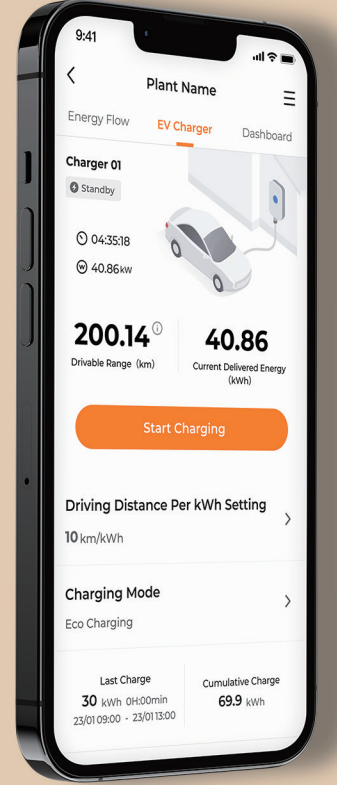 9:41
Plant Name
Energy Flow EV Charger Dashboard
Charger 01
Standby
04:35:18
W 40.86kw
200.14 40.86
Drivable Range (km) Current Delivered Energy
(kWh)
Start Charging
Driving Distance Per kWh Setting
10 km/kWh
Charging Mode
Eco Charging
Last Charge Cumulative Charge
30 kWh 0H:00min 69.9 kWh
23/01 09:00 - 23/01 13:00